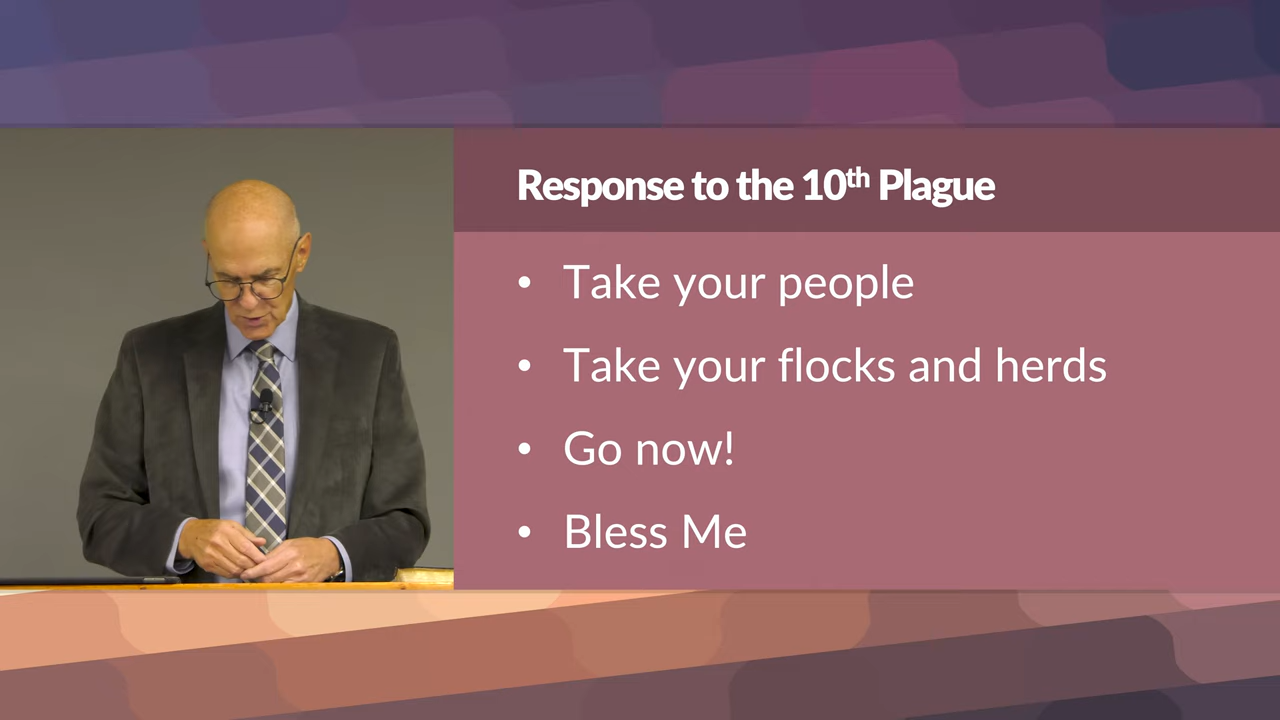 Response to the 10th Plague
• Take your people
• Take your flocks and herds
• Go now!
• Bless Me